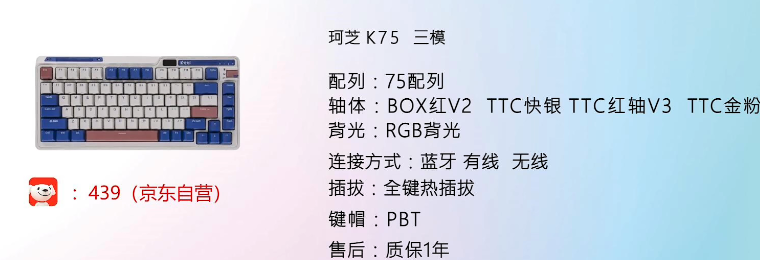 珂芝 K75 三模
配列：75配列
轴体：BOX红V2 TTC快银 TTC红轴V3 TTC金粉
背光：RGB背光
连接方式：蓝牙 有线 无线
：439（京东自营）
插拔：全键热插拔
键帽：PBT
售后：质保1年